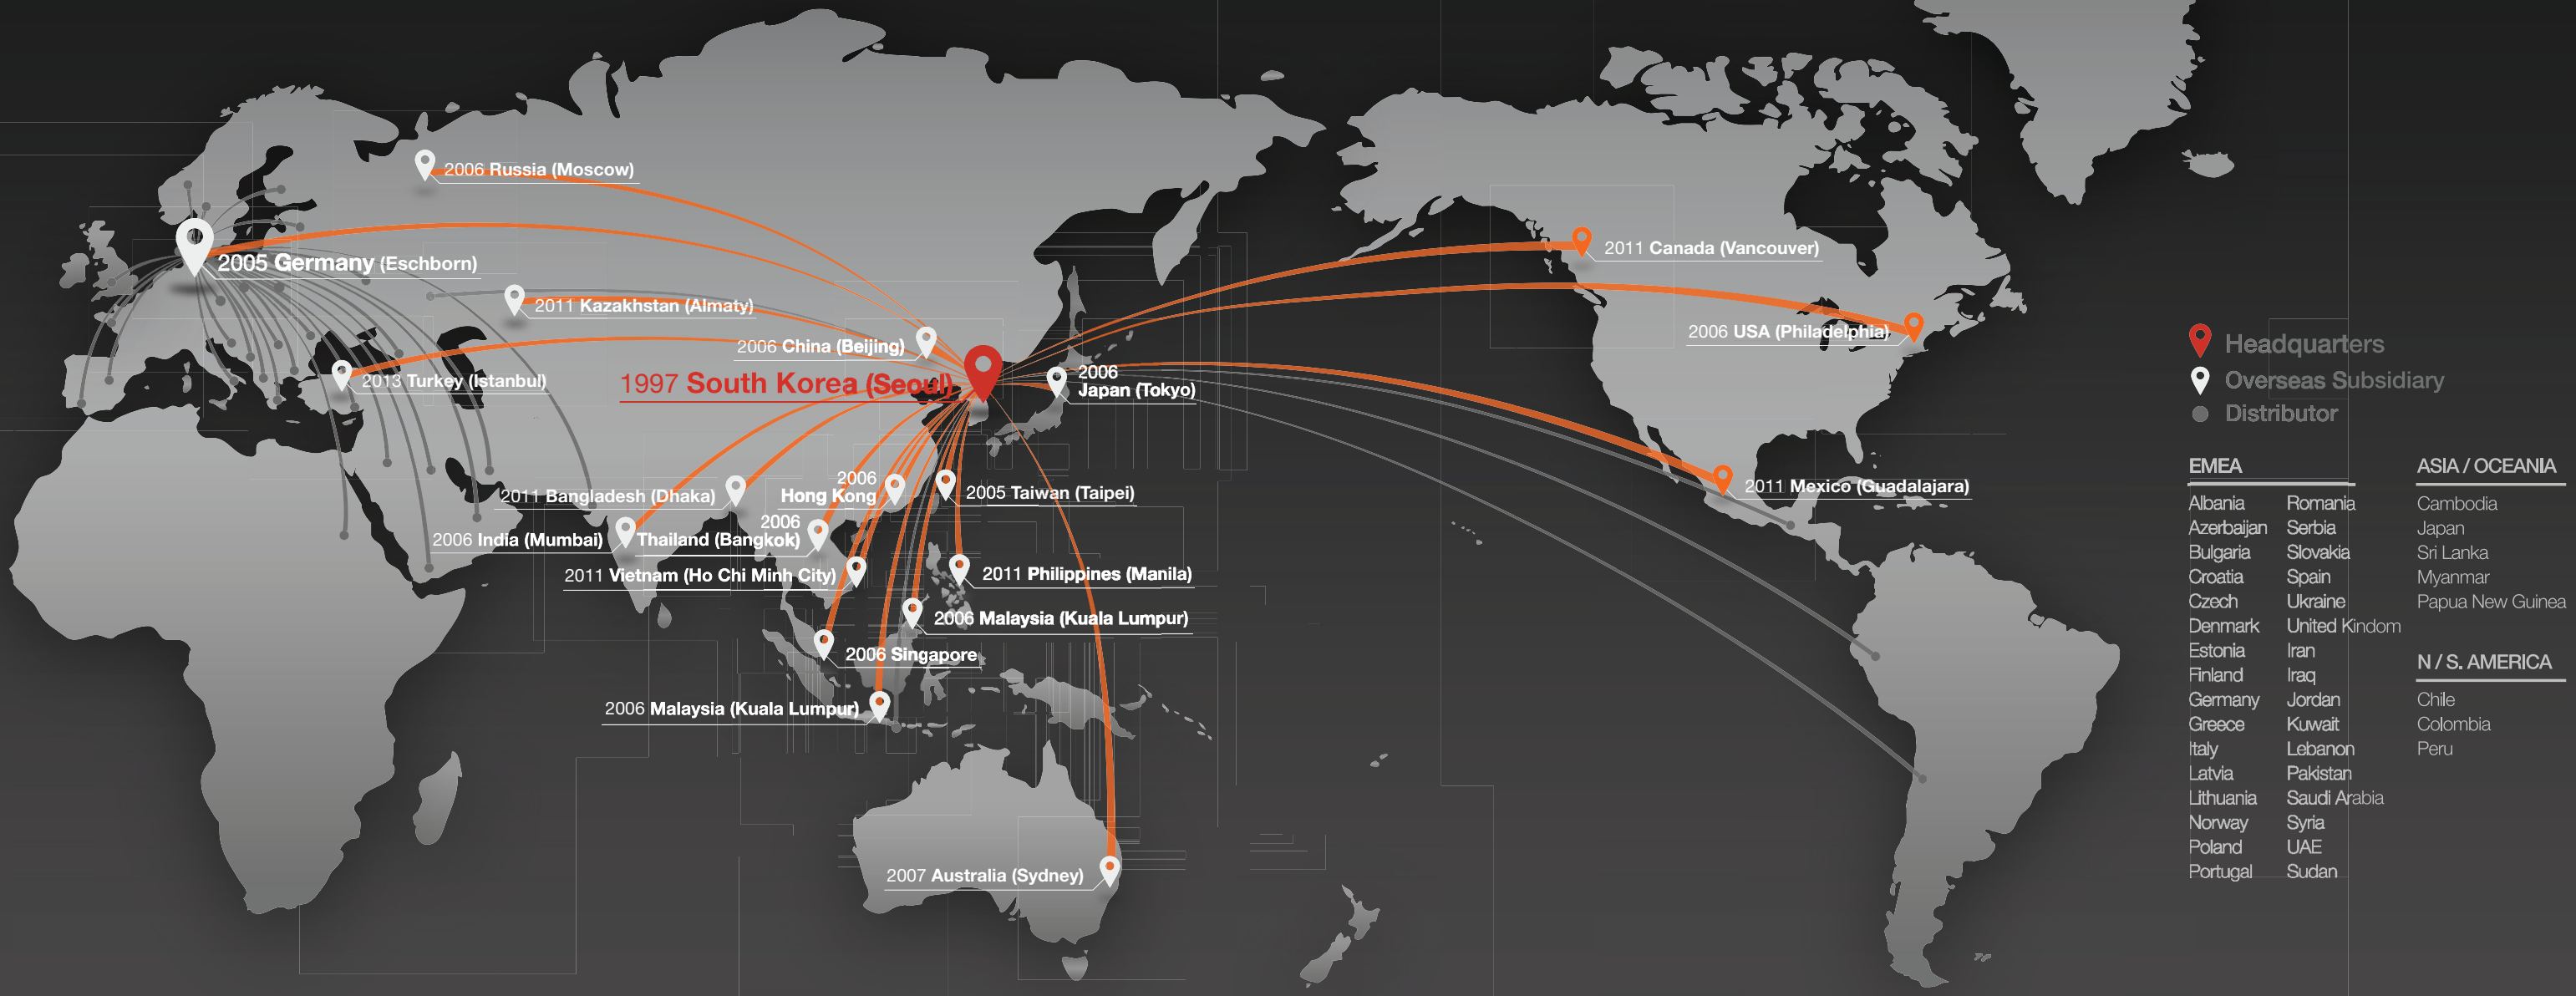 2006 Russia (Moscow)
2005 Germany (Eschborn)
2011 Kazakhstan (Almaty)
2006 China (Beijing)
2013 Turkey (Istanbul)
1997 South Korea (Seoul)
2006
Japan (Tokyo)
2011 Canada (Vancouver)
2006 USA (Philadelphia)
2011 Mexico (Guadalajara)
2011 Bangladesh (Dhaka)
2006
Hong Kong
2005 Taiwan (Taipei)
2006 India (Mumbai)
2006
Thailand (Bangkok)
2011 Vietnam (Ho Chi Minh City)
2011 Philippines (Manila)
2006 Malaysia (Kuala Lumpur)
2006 Singapore
2006 Malaysia (Kuala Lumpur)
2007 Australia (Sydney)
Headquarters
Overseas Subsidiary
Distributor
EMEA
Albania
Azerbaijan
Bulgaria
Croatia
Czech
Denmark
Estonia
Finland
Germany
Greece
Italy
Latvia
Lithuania
Norway
Poland
Portugal
Romania
Serbia
Slovakia
Spain
Ukraine
United Kindom
Iran
Iraq
Jordan
Kuwait
Lebanon
Pakistan
Saudi Arabia
Syria
UAE
Sudan
ASIA / OCEANIA
Cambodia
Japan
Sri Lanka
Myanmar
Papua New Guinea
N / S. AMERICA
Chile
Colombia
Peru